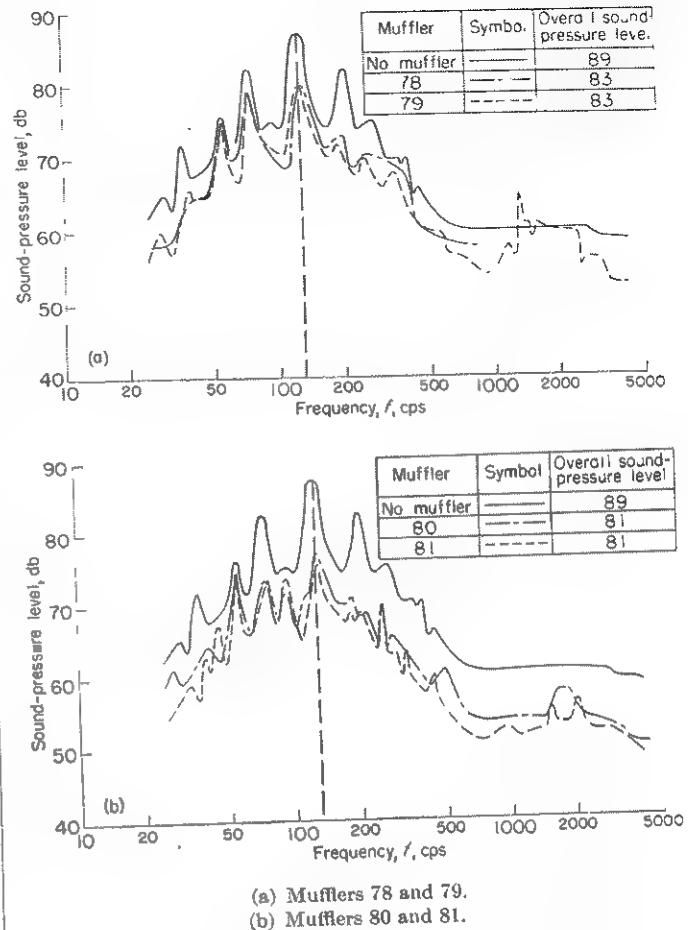 Muffler Symbol Overall sound-pressure level
No muffler 89
78 83
79 83
90
80
70
60
50
40
Sound-pressure level, db
(a)
10 20 50 100 200 500 1000 2000 5000
Frequency, f, cps
Muffler Symbol Overall sound-pressure level
No muffler 89
80 81
81 81
90
80
70
60
50
40
Sound-pressure level, db
(b)
10 20 50 100 200 500 1000 2000 5000
Frequency, f, cps
(a) Mufflers 78 and 79.
(b) Mufflers 80 and 81.